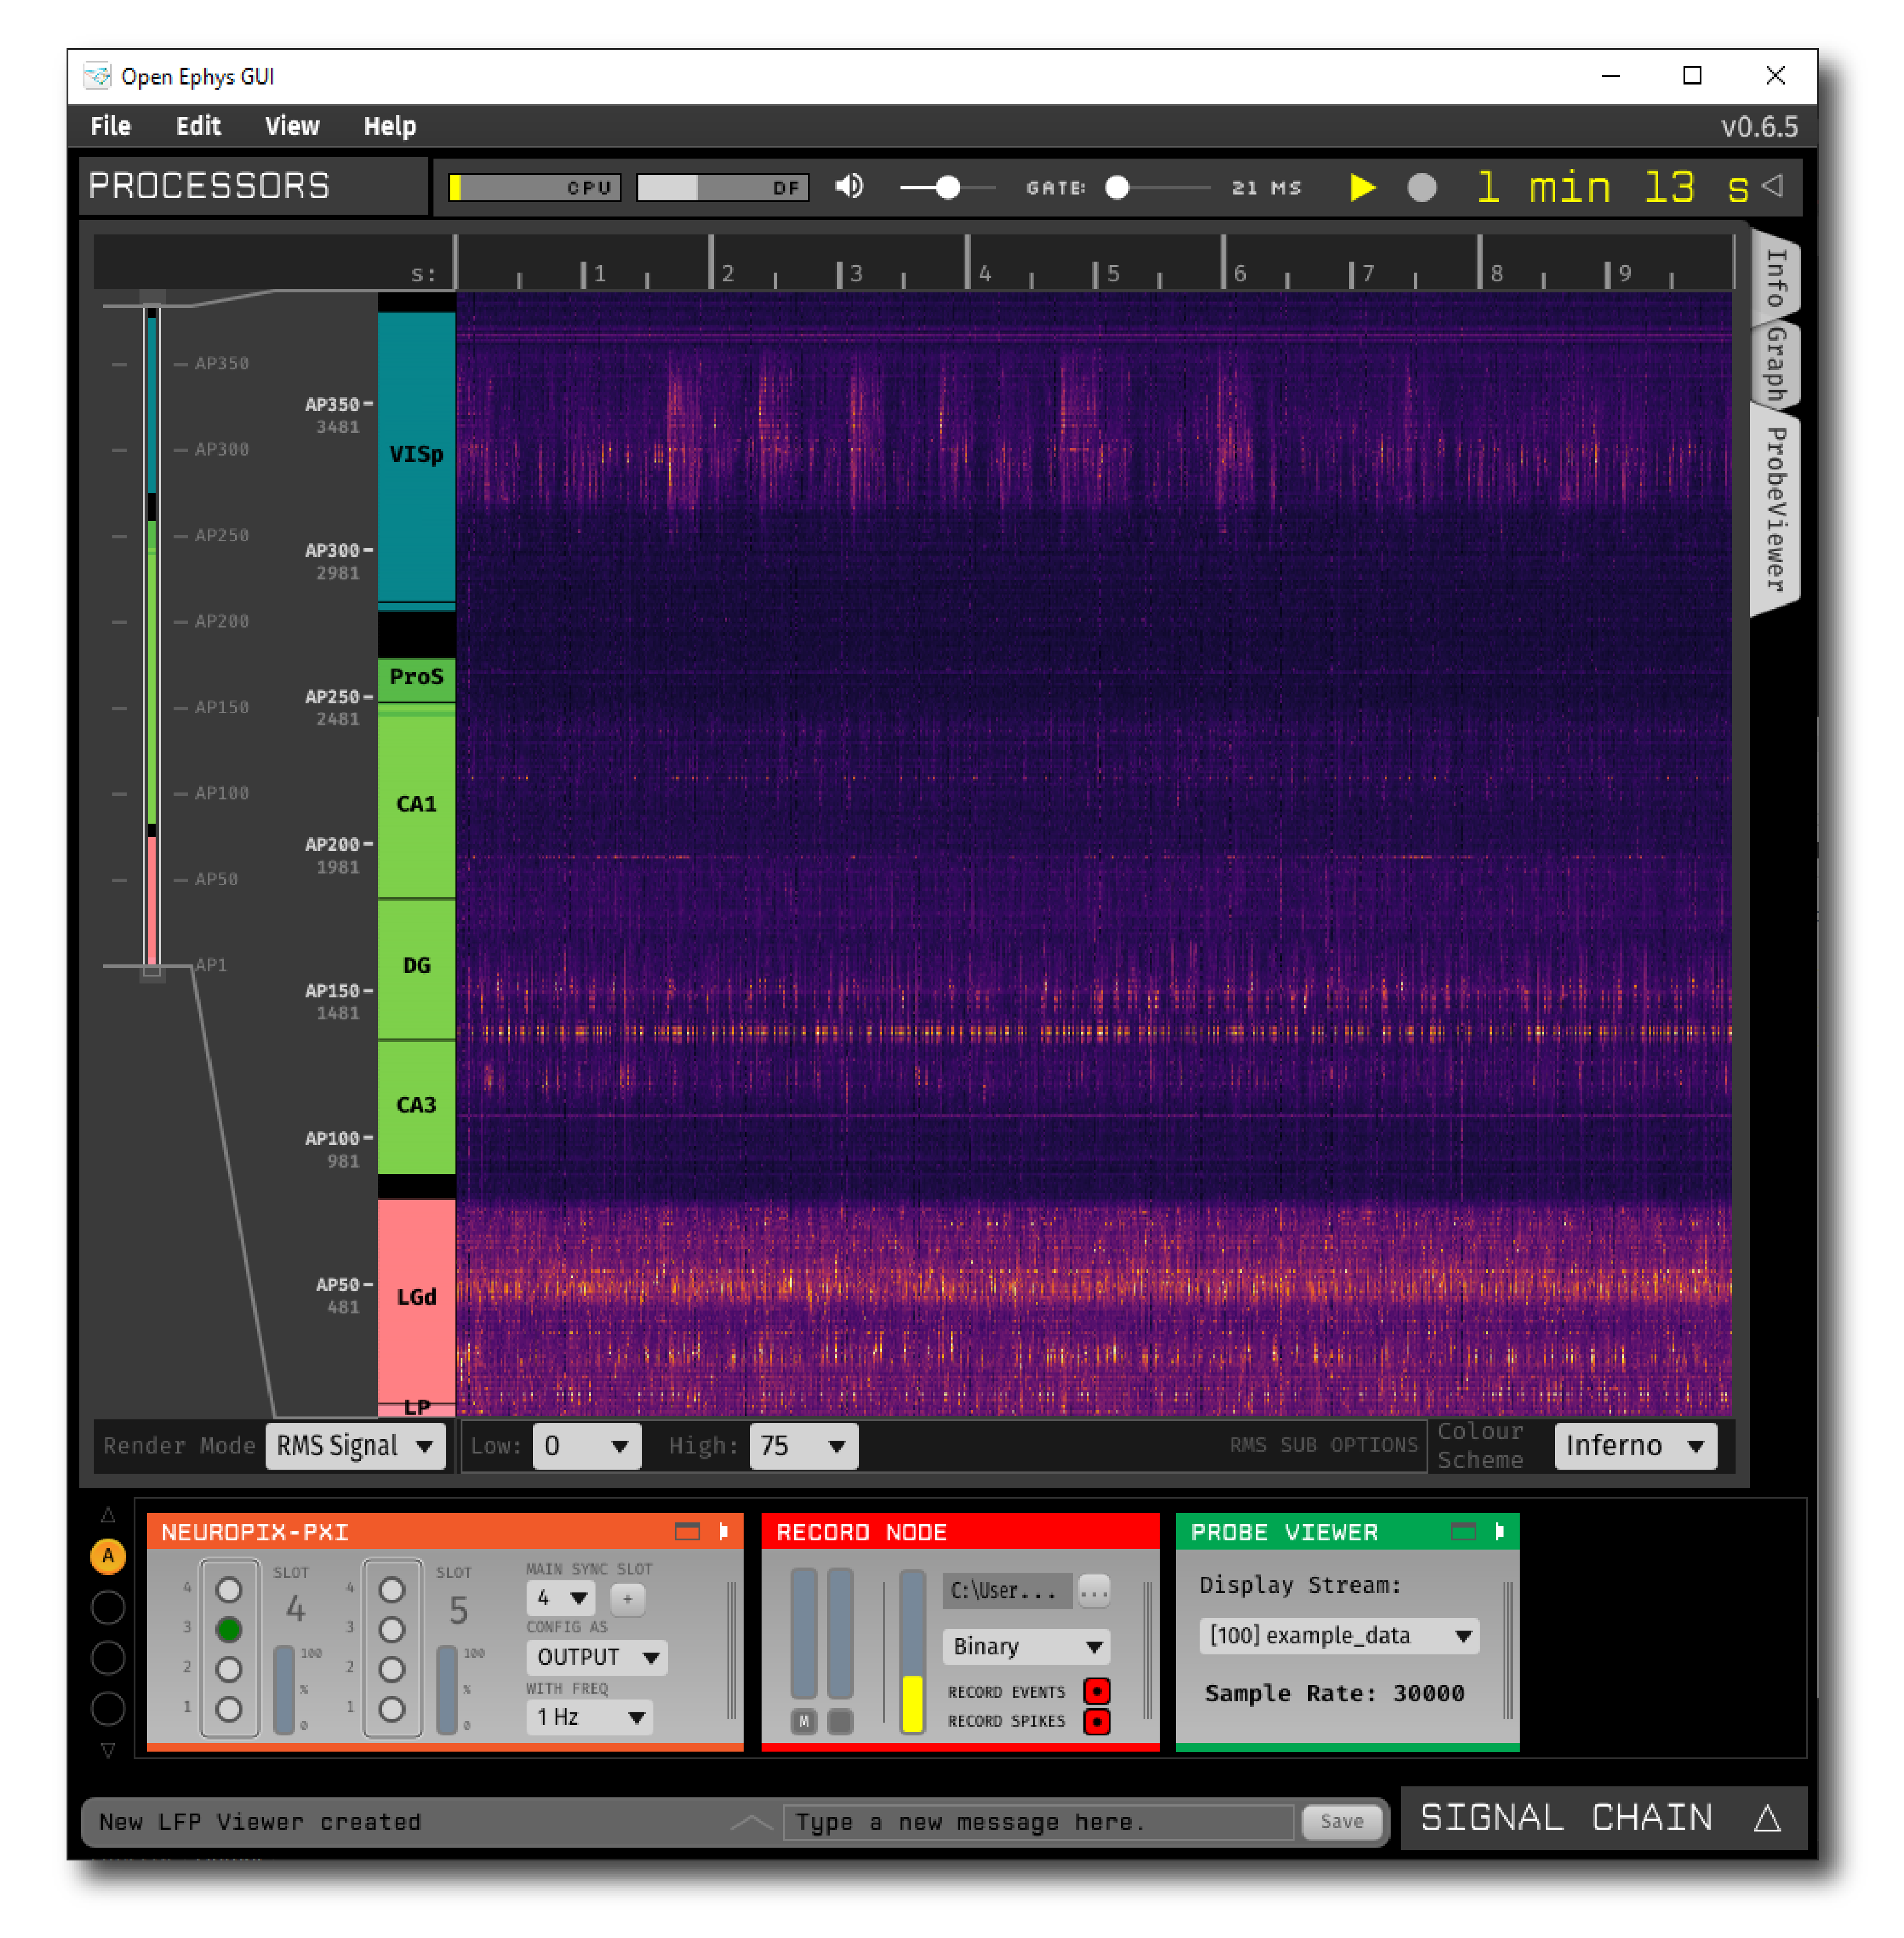 Open Ephys GUI
File Edit View Help v0.6.5
PROCESSORS CPU DF GATE: 21 MS 1 min 13 s
s: 1 2 3 4 5 6 7 8 9
Info
Graph
ProbeViewer
AP350
AP300
AP250
AP200
AP150
AP100
AP50
AP1
AP350
3481
AP300
2981
AP250
2481
AP200
1981
AP150
1481
AP100
981
AP50
481
VISp
ProS
CA1
DG
CA3
LGd
LP
Render Mode RMS Signal Low: 0 High: 75 RMS SUB OPTIONS Colour Scheme Inferno
A
NEUROPIX-PXI
4
3
2
1
SLOT
4
100
%
0
4
3
2
1
SLOT
5
100
%
0
MAIN SYNC SLOT
4 +
CONFIG AS
OUTPUT
WITH FREQ
1 Hz
RECORD NODE
M
C:\User... ...
Binary
RECORD EVENTS
RECORD SPIKES
PROBE VIEWER
Display Stream:
[100] example_data
Sample Rate: 30000
New LFP Viewer created
Type a new message here. Save
SIGNAL CHAIN